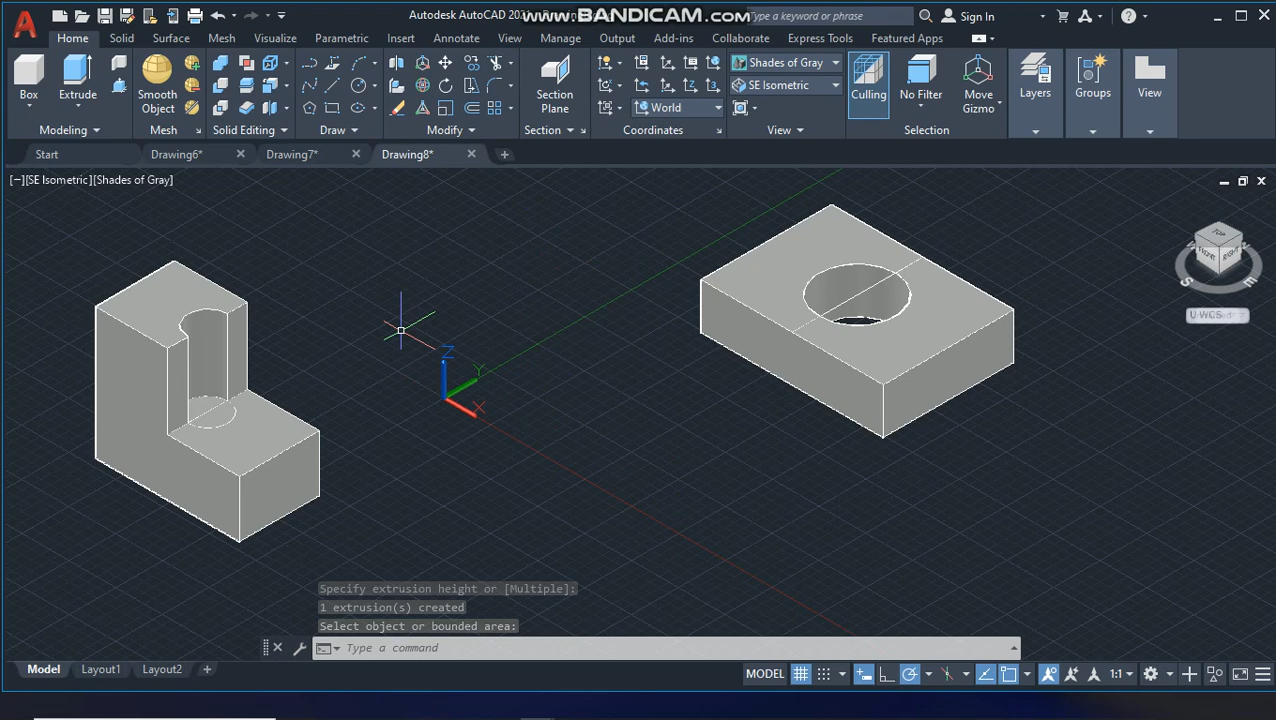 Autodesk AutoCAD 202
www.BANDICAM.com
Type a keyword or phrase
Sign In
Home Solid Surface Mesh Visualize Parametric Insert Annotate View Manage Output Add-ins Collaborate Express Tools Featured Apps
Shades of Gray
SE Isometric
World
Box
Extrude
Smooth
Object
Section
Plane
Culling
No Filter
Move
Gizmo
Layers
Groups
View
Modeling Mesh Solid Editing Draw Modify Section Coordinates View Selection
Start Drawing6* Drawing7* Drawing8*
[−][SE Isometric][Shades of Gray]
TOP
FRONT
RIGHT
S
E
Z
Y
X
Specify extrusion height or [Multiple]:
1 extrusion(s) created
Select object or bounded area:
Type a command
Model Layout1 Layout2
MODEL
1:1